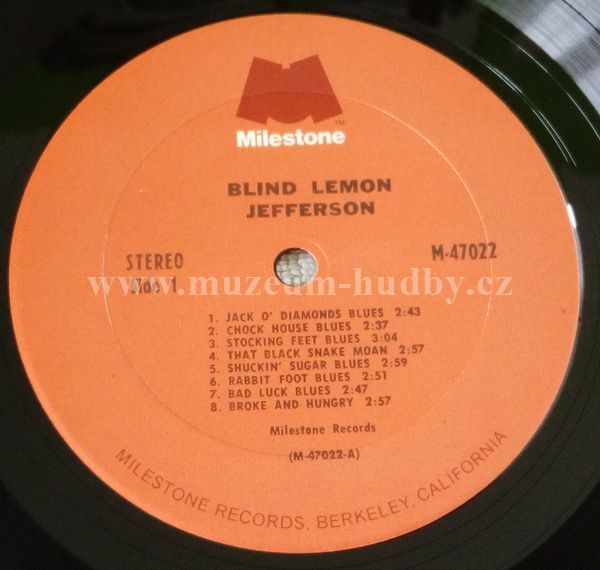 Milestone
TM
BLIND LEMON
JEFFERSON
STEREO
M-47022
Side 1
www.muzeum-hudby.cz
1. JACK O' DIAMONDS BLUES 2:43
2. CHOCK HOUSE BLUES 2:37
3. STOCKING FEET BLUES 3:04
4. THAT BLACK SNAKE MOAN 2:57
5. SHUCKIN' SUGAR BLUES 2:59
6. RABBIT FOOT BLUES 2:51
7. BAD LUCK BLUES 2:47
8. BROKE AND HUNGRY 2:57
Milestone Records
(M-47022-A)
MILESTONE RECORDS, BERKELEY, CALIFORNIA